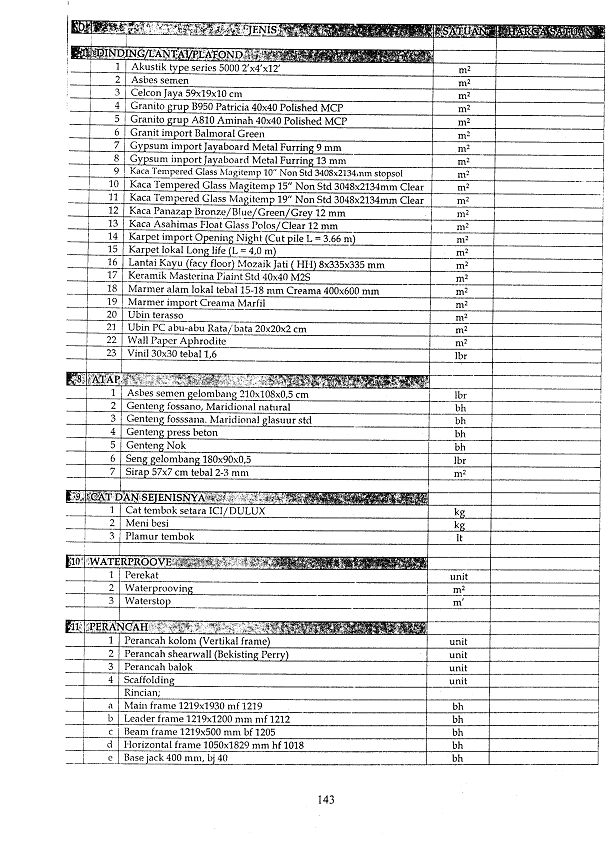 JENIS SATUAN HARGA SATUAN
DINDING/LANTAI/PLAFOND
1 Akustik type series 5000 2'x4'x12' m²
2 Asbes semen m²
3 Celcon Jaya 59x19x10 cm m²
4 Granito grup B950 Patricia 40x40 Polished MCP m²
5 Granito grup A810 Aminah 40x40 Polished MCP m²
6 Granit import Balmoral Green m²
7 Gypsum import Jayaboard Metal Furring 9 mm m²
8 Gypsum import Jayaboard Metal Furring 13 mm m²
9 Kaca Tempered Glass Magitemp 10" Non Std 3408x2134mm stopsol m²
10 Kaca Tempered Glass Magitemp 15" Non Std 3048x2134mm Clear m²
11 Kaca Tempered Glass Magitemp 19" Non Std 3048x2134mm Clear m²
12 Kaca Panazap Bronze/Blue/Green/Grey 12 mm m²
13 Kaca Asahimas Float Glass Polos/Clear 12 mm m²
14 Karpet import Opening Night (Cut pile L = 3.66 m) m²
15 Karpet lokal Long life (L = 4,0 m) m²
16 Lantai Kayu (facy floor) Mozaik Jati ( HH) 8x335x335 mm m²
17 Keramik Masterina Piaint Std 40x40 M2S m²
18 Marmer alam lokal tebal 15-18 mm Creama 400x600 mm m²
19 Marmer import Creama Marfil m²
20 Ubin terasso m²
21 Ubin PC abu-abu Rata/bata 20x20x2 cm m²
22 Wall Paper Aphrodite m²
23 Vinil 30x30 tebal 1,6 lbr
8. ATAP
1 Asbes semen gelombang 210x108x0,5 cm lbr
2 Genteng fossano, Maridional natural bh
3 Genteng fosssana. Maridional glasuur std bh
4 Genteng press beton bh
5 Genteng Nok bh
6 Seng gelombang 180x90x0,5 lbr
7 Sirap 57x7 cm tebal 2-3 mm m²
9. CAT DAN SEJENISNYA
1 Cat tembok setara ICI/DULUX kg
2 Meni besi kg
3 Plamur tembok lt
10 WATERPROOVE
1 Perekat unit
2 Waterprooving m²
3 Waterstop m'
11 PERANCAH
1 Perancah kolom (Vertikal frame) unit
2 Perancah shearwall (Bekisting Perry) unit
3 Perancah balok unit
4 Scaffolding unit
Rincian;
a Main frame 1219x1930 mf 1219 bh
b Leader frame 1219x1200 mm mf 1212 bh
c Beam frame 1219x500 mm bf 1205 bh
d Horizontal frame 1050x1829 mm hf 1018 bh
e Base jack 400 mm, bj 40 bh
143